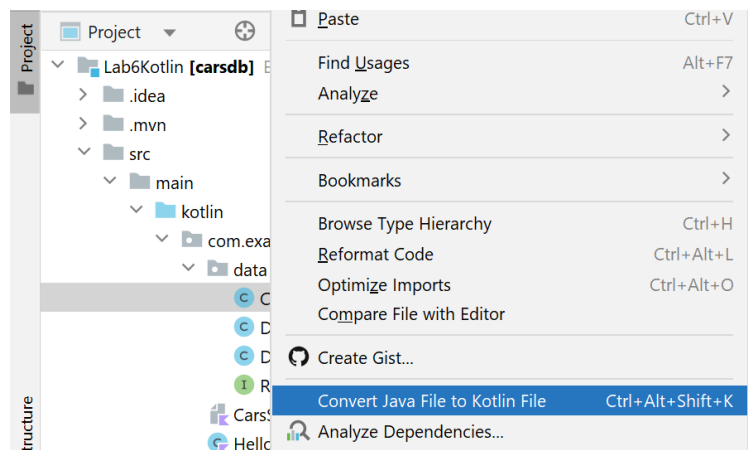 Project
Structure
Project
Lab6Kotlin [carsdb]
.idea
.mvn
src
main
kotlin
com.exa
data
C
D
D
R
Cars
Hello
Paste Ctrl+V
Find Usages Alt+F7
Analyze
Refactor
Bookmarks
Browse Type Hierarchy Ctrl+H
Reformat Code Ctrl+Alt+L
Optimize Imports Ctrl+Alt+O
Compare File with Editor
Create Gist...
Convert Java File to Kotlin File Ctrl+Alt+Shift+K
Analyze Dependencies...